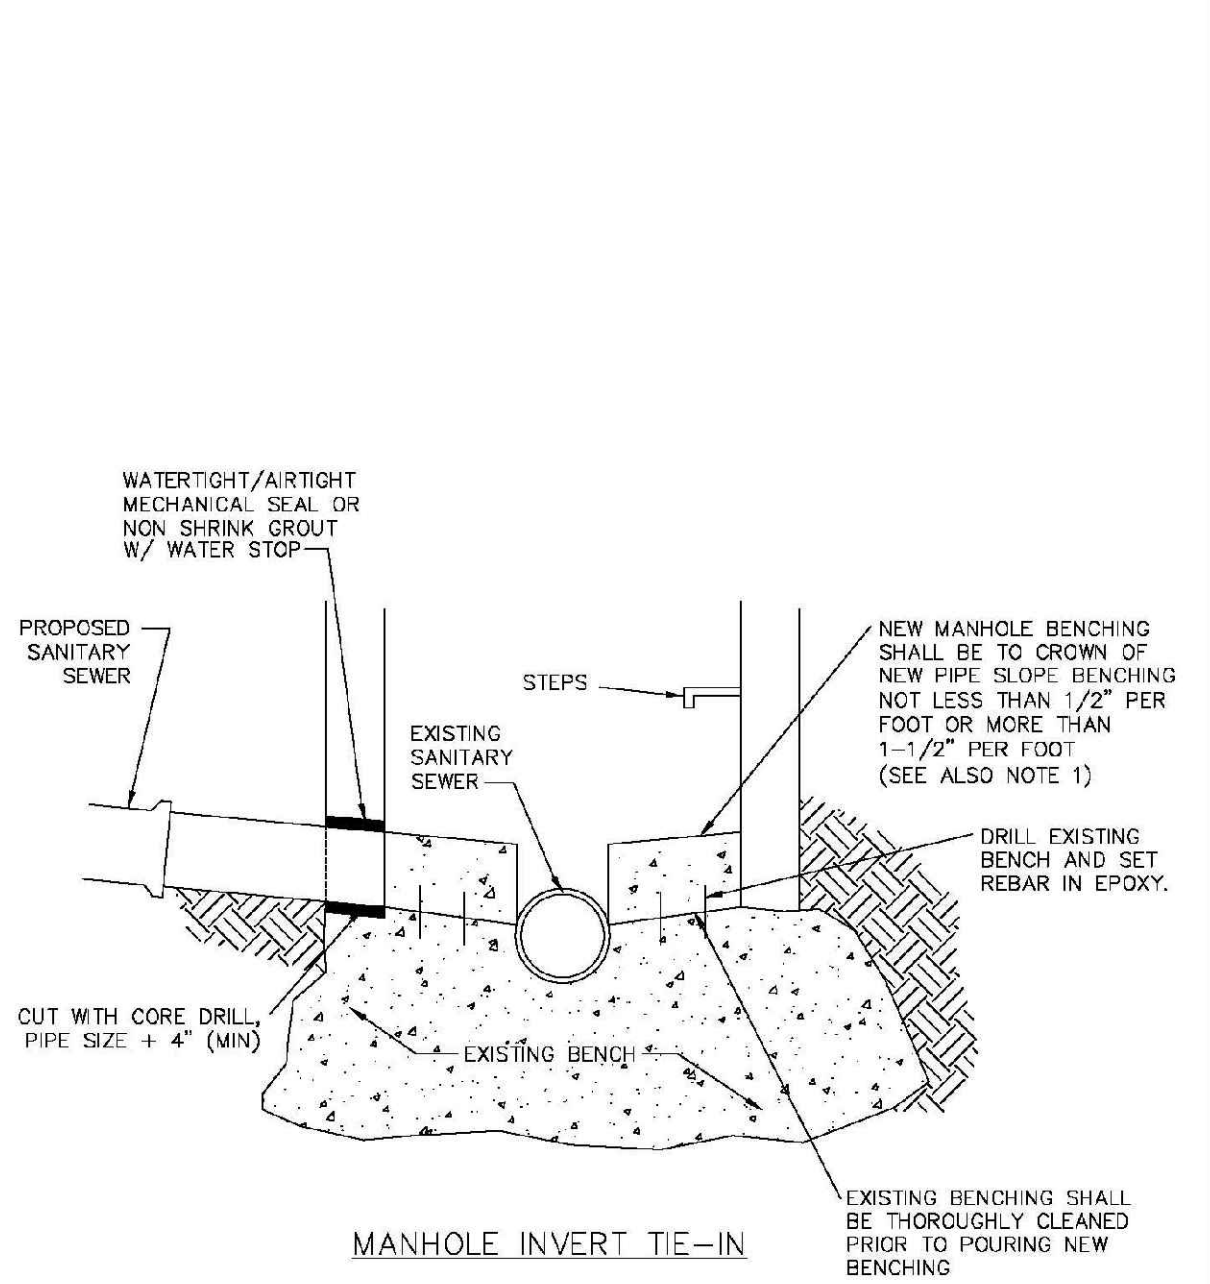 WATERTIGHT/AIRTIGHT
MECHANICAL SEAL OR
NON SHRINK GROUT
W/ WATER STOP
PROPOSED
SANITARY
SEWER
STEPS
EXISTING
SANITARY
SEWER
NEW MANHOLE BENCHING
SHALL BE TO CROWN OF
NEW PIPE SLOPE BENCHING
NOT LESS THAN 1/2" PER
FOOT OR MORE THAN
1-1/2" PER FOOT
(SEE ALSO NOTE 1)
DRILL EXISTING
BENCH AND SET
REBAR IN EPOXY.
CUT WITH CORE DRILL,
PIPE SIZE + 4" (MIN)
EXISTING BENCH
EXISTING BENCHING SHALL
BE THOROUGHLY CLEANED
PRIOR TO POURING NEW
BENCHING
MANHOLE INVERT TIE-IN